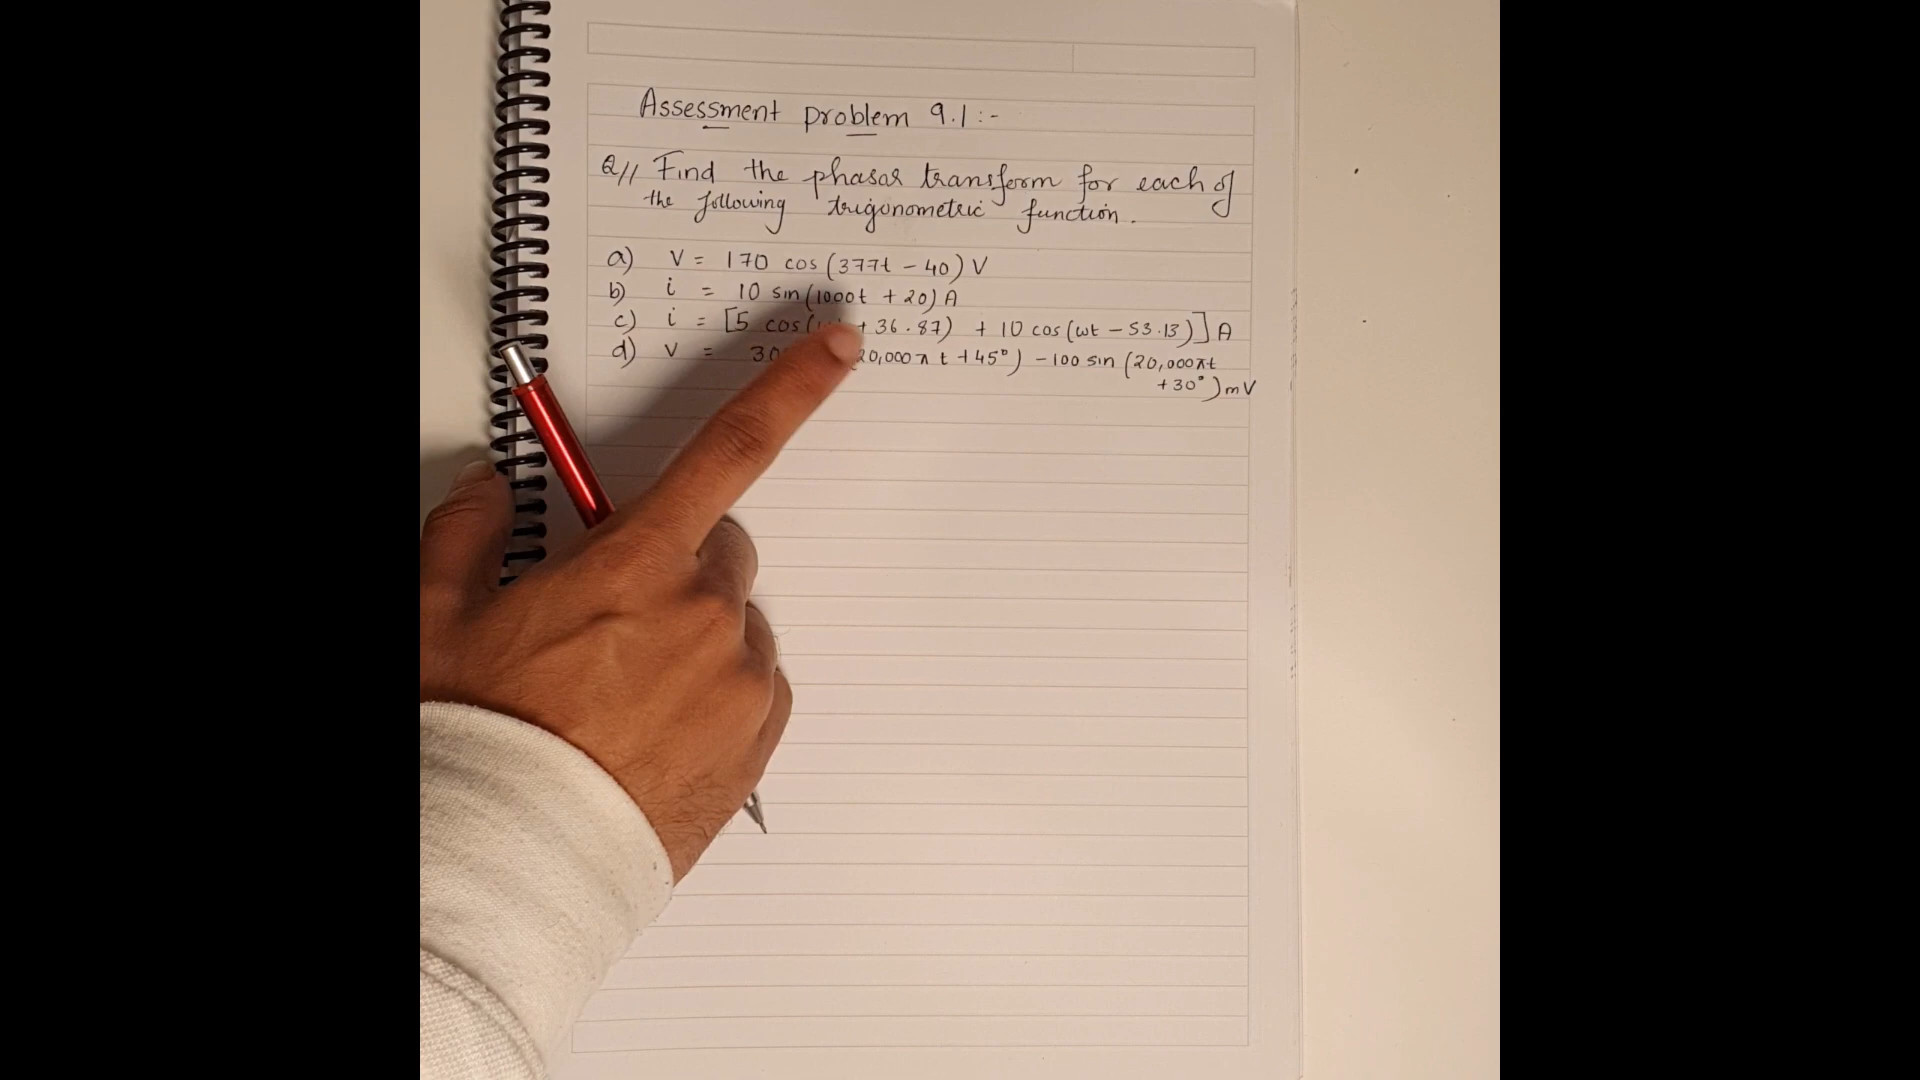 Assessment problem 9.1:-
Q// Find the phasor transform for each of
the following trigonometric function.
a) V = 170 cos(377t - 40) V
b) i = 10 sin(1000t + 20) A
c) i = [5 cos( + 36.87) + 10 cos(ωt - 53.13)] A
d) V = 30 (20,000πt + 45°) - 100 sin (20,000πt
+ 30°) mV